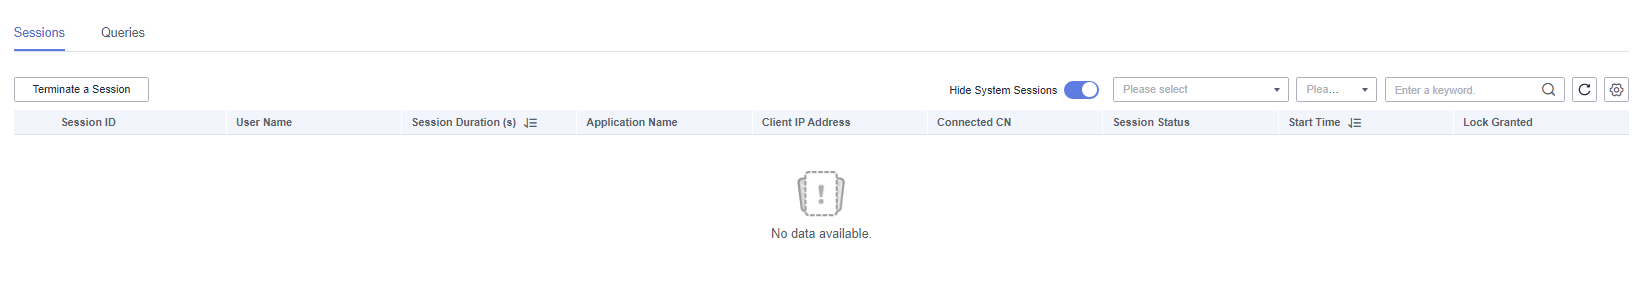 Sessions Queries
Terminate a Session Hide System Sessions Please select Plea... Enter a keyword.
Session ID User Name Session Duration (s) Application Name Client IP Address Connected CN Session Status Start Time Lock Granted
No data available.